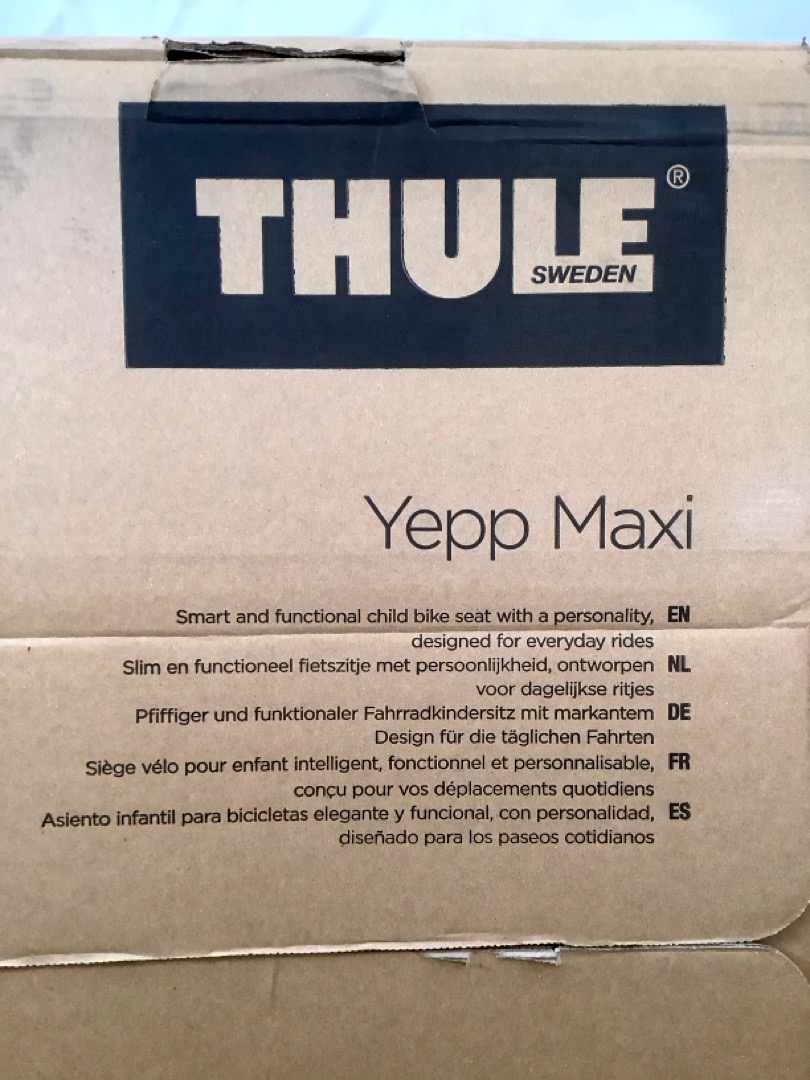 THULE®
SWEDEN
Yepp Maxi
Smart and functional child bike seat with a personality, EN
designed for everyday rides
Slim en functioneel fietszitje met persoonlijkheid, ontworpen NL
voor dagelijkse ritjes
Pfiffiger und funktionaler Fahrradkindersitz mit markantem DE
Design für die täglichen Fahrten
Siège vélo pour enfant intelligent, fonctionnel et personnalisable, FR
conçu pour vos déplacements quotidiens
Asiento infantil para bicicletas elegante y funcional, con personalidad, ES
diseñado para los paseos cotidianos